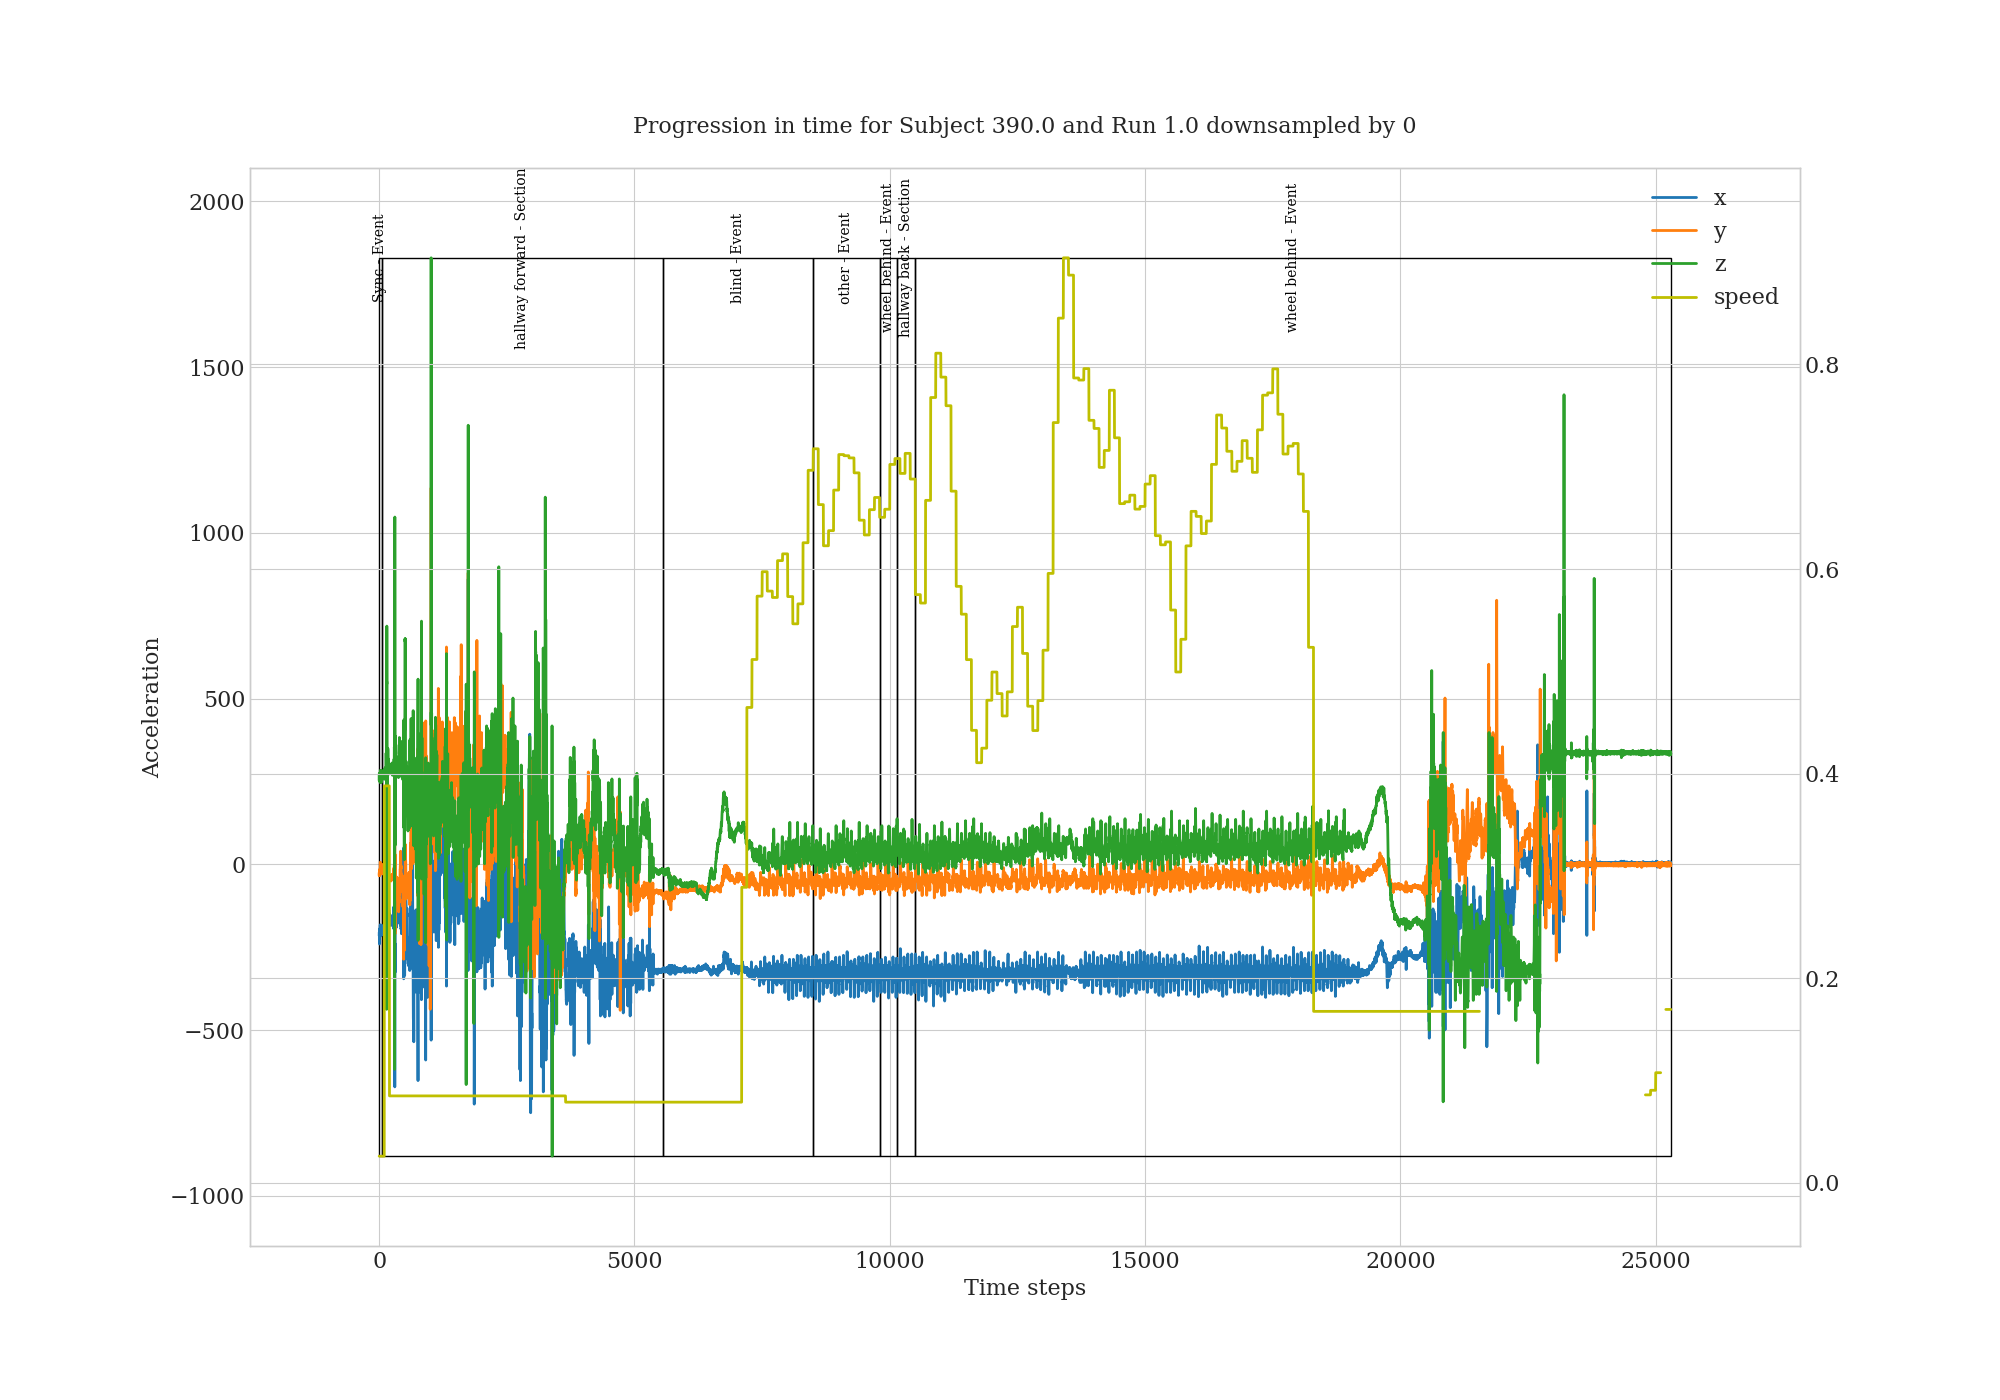 Progression in time for Subject 390.0 and Run 1.0 downsampled by 0
2000
1500
1000
500
0
−500
−1000
Acceleration
Sync - Event
hallway forward - Section
blind - Event
other - Event
wheel behind - Event
hallway back - Section
wheel behind - Event
x
y
z
speed
0.8
0.6
0.4
0.2
0.0
0
5000
10000
15000
20000
25000
Time steps